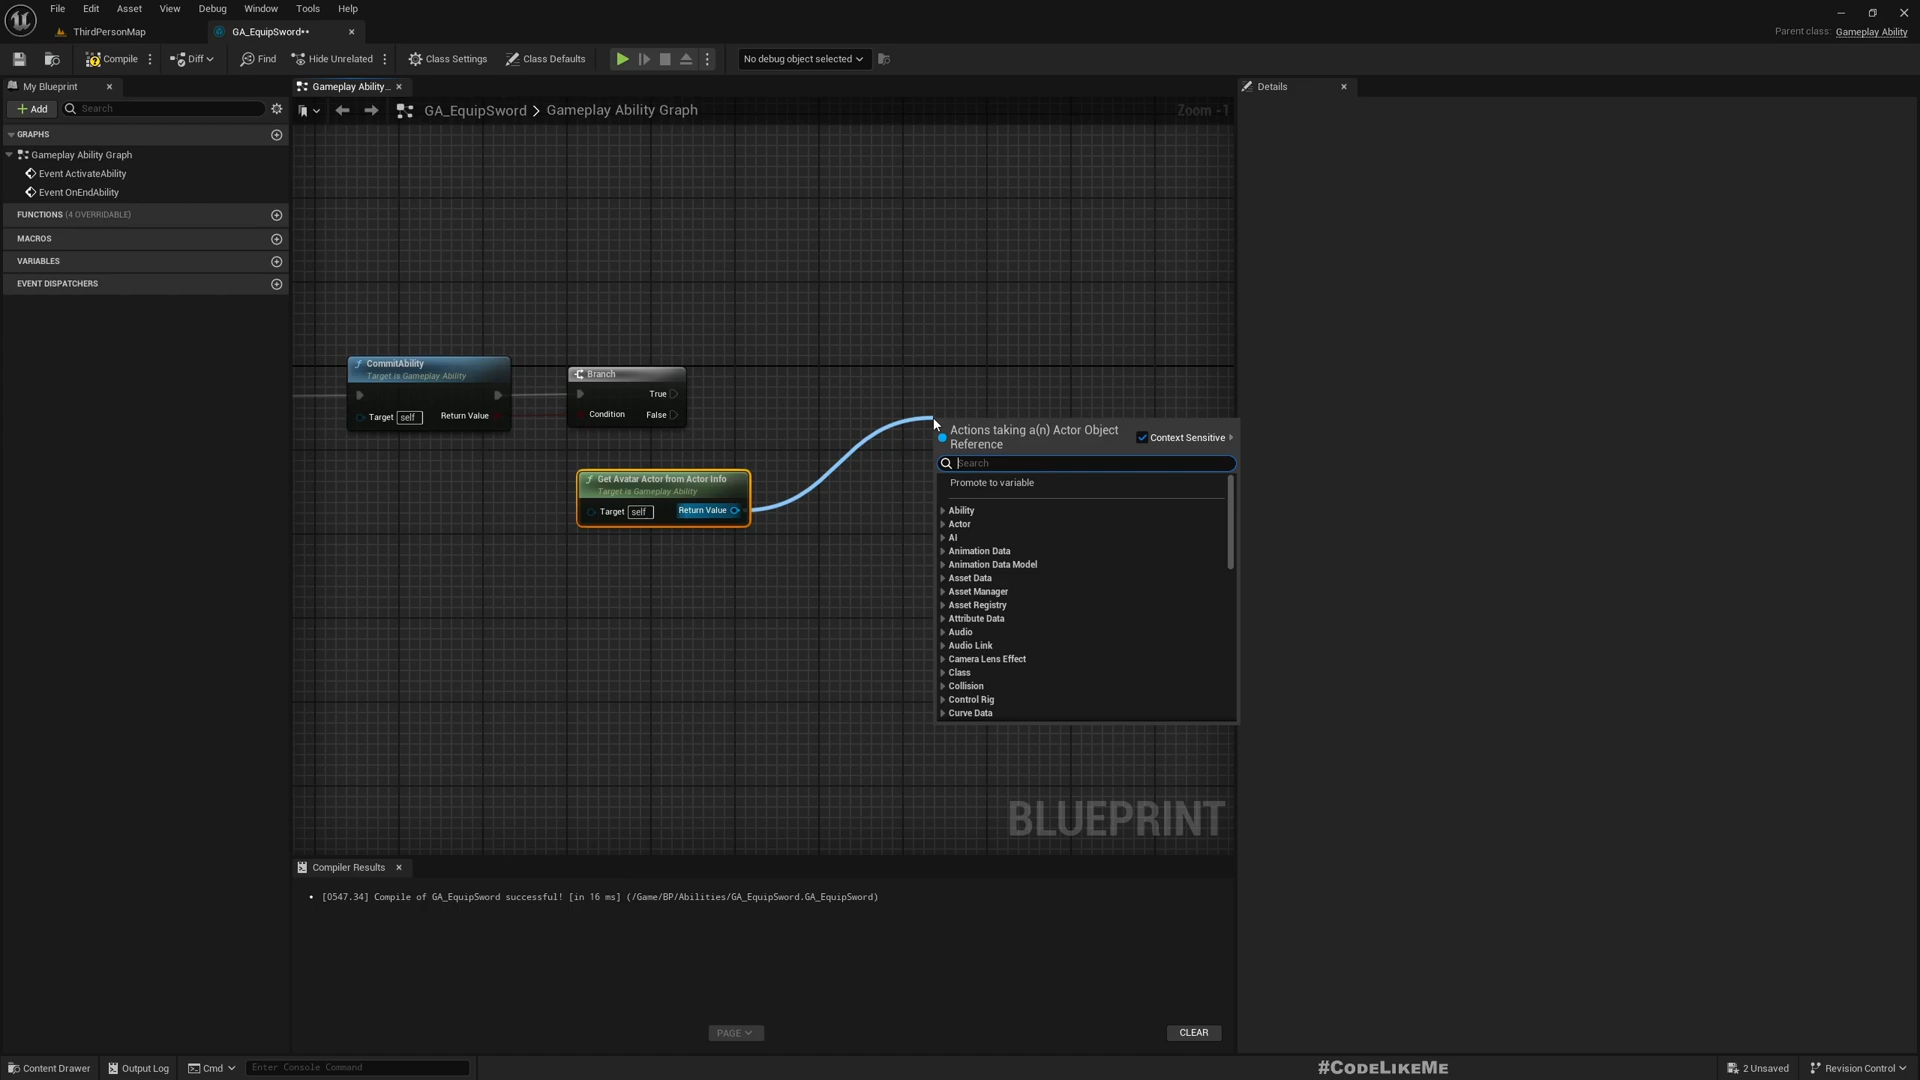 File Edit Asset View Debug Window Tools Help
ThirdPersonMap GA_EquipSword**
Parent class: Gameplay Ability
Compile Diff Find Hide Unrelated Class Settings Class Defaults No debug object selected
My Blueprint Gameplay Ability... Details
Add Search GA_EquipSword > Gameplay Ability Graph Zoom -1
GRAPHS
Gameplay Ability Graph
Event ActivateAbility
Event OnEndAbility
FUNCTIONS (4 OVERRIDABLE)
MACROS
VARIABLES
EVENT DISPATCHERS
CommitAbility
Target is Gameplay Ability
Target self Return Value
Branch
True
Condition False
Get Avatar Actor from Actor Info
Target is Gameplay Ability
Target self Return Value
Actions taking a(n) Actor Object
Reference
Context Sensitive
Search
Promote to variable
Ability
Actor
AI
Animation Data
Animation Data Model
Asset Data
Asset Manager
Asset Registry
Attribute Data
Audio
Audio Link
Camera Lens Effect
Class
Collision
Control Rig
Curve Data
BLUEPRINT
Compiler Results
• [0547.34] Compile of GA_EquipSword successful! [in 16 ms] (/Game/BP/Abilities/GA_EquipSword.GA_EquipSword)
PAGE CLEAR
Content Drawer Output Log Cmd Enter Console Command #CODELIKEME 2 Unsaved Revision Control